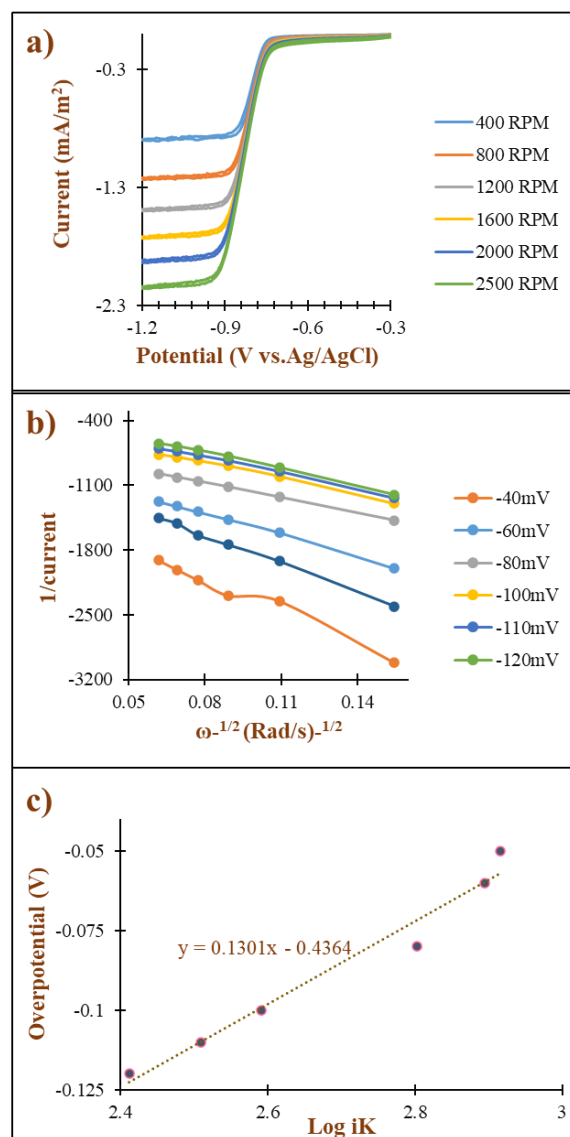 a)
Current (mA/m²)
-0.3
-1.3
-2.3
-1.2
-0.9
-0.6
-0.3
Potential (V vs.Ag/AgCl)
400 RPM
800 RPM
1200 RPM
1600 RPM
2000 RPM
2500 RPM
b)
1/current
-400
-1100
-1800
-2500
-3200
0.05
0.08
0.11
0.14
ω-¹ᐟ² (Rad/s)-¹ᐟ²
-40mV
-60mV
-80mV
-100mV
-110mV
-120mV
c)
Overpotential (V)
-0.05
-0.075
-0.1
-0.125
y = 0.1301x - 0.4364
2.4
2.6
2.8
3
Log iK